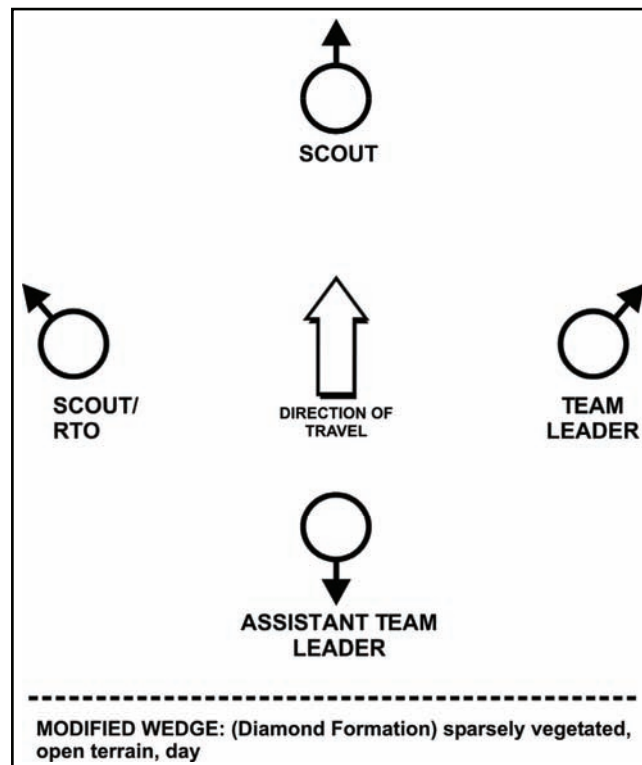 SCOUT
SCOUT/
RTO
DIRECTION OF
TRAVEL
TEAM
LEADER
ASSISTANT TEAM
LEADER
MODIFIED WEDGE: (Diamond Formation) sparsely vegetated,
open terrain, day